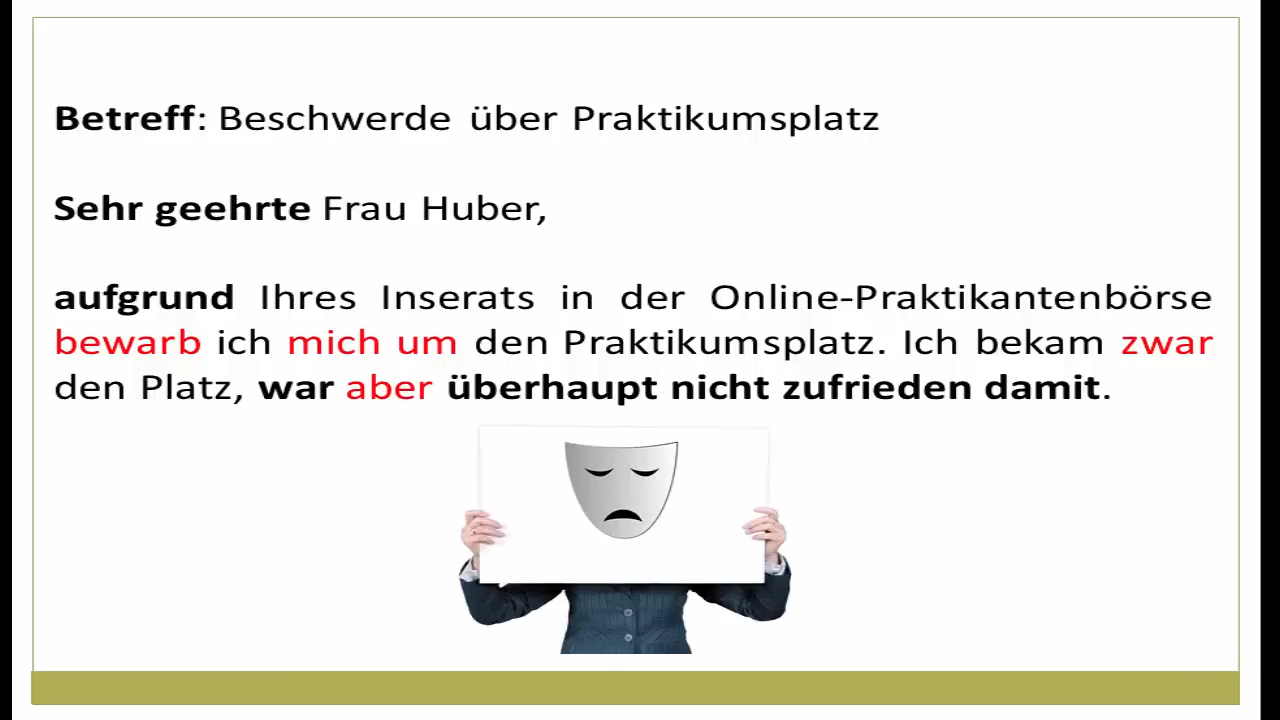 Betreff: Beschwerde über Praktikumsplatz
Sehr geehrte Frau Huber,
aufgrund Ihres Inserats in der Online-Praktikantenbörse
bewarb ich mich um den Praktikumsplatz. Ich bekam zwar
den Platz, war aber überhaupt nicht zufrieden damit.